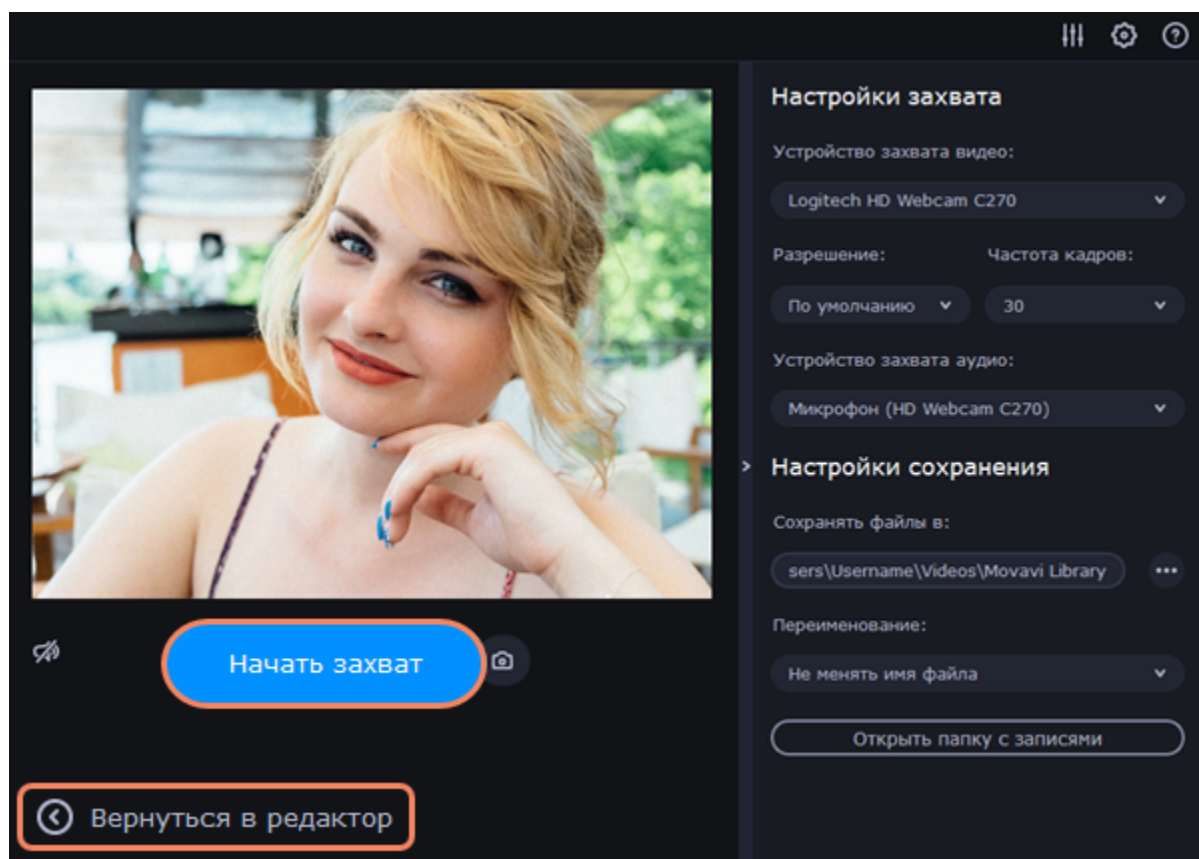 Настройки захвата
Устройство захвата видео:
Logitech HD Webcam C270
Разрешение: Частота кадров:
По умолчанию 30
Устройство захвата аудио:
Микрофон (HD Webcam C270)
Настройки сохранения
Сохранять файлы в:
sers\Username\Videos\Movavi Library
Переименование:
Не менять имя файла
Открыть папку с записями
Начать захват
Вернуться в редактор